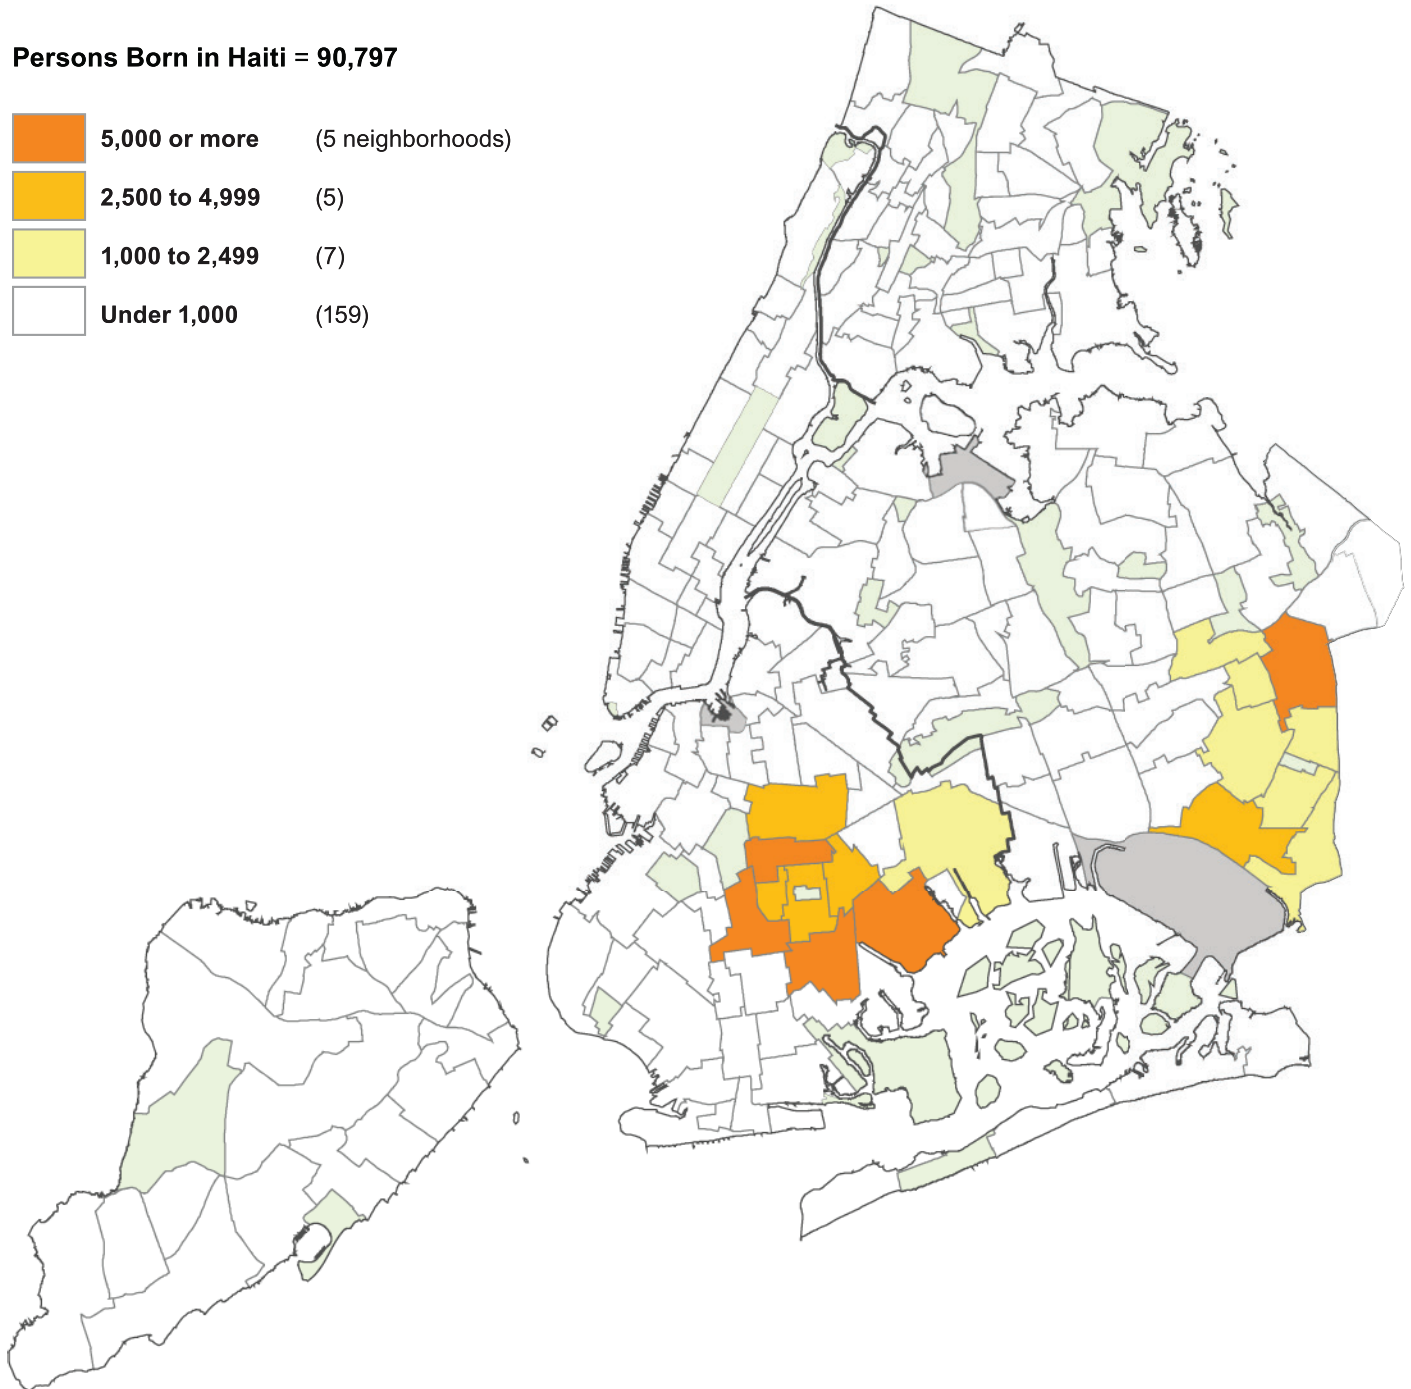 Persons Born in Haiti = 90,797
5,000 or more (5 neighborhoods)
2,500 to 4,999 (5)
1,000 to 2,499 (7)
Under 1,000 (159)